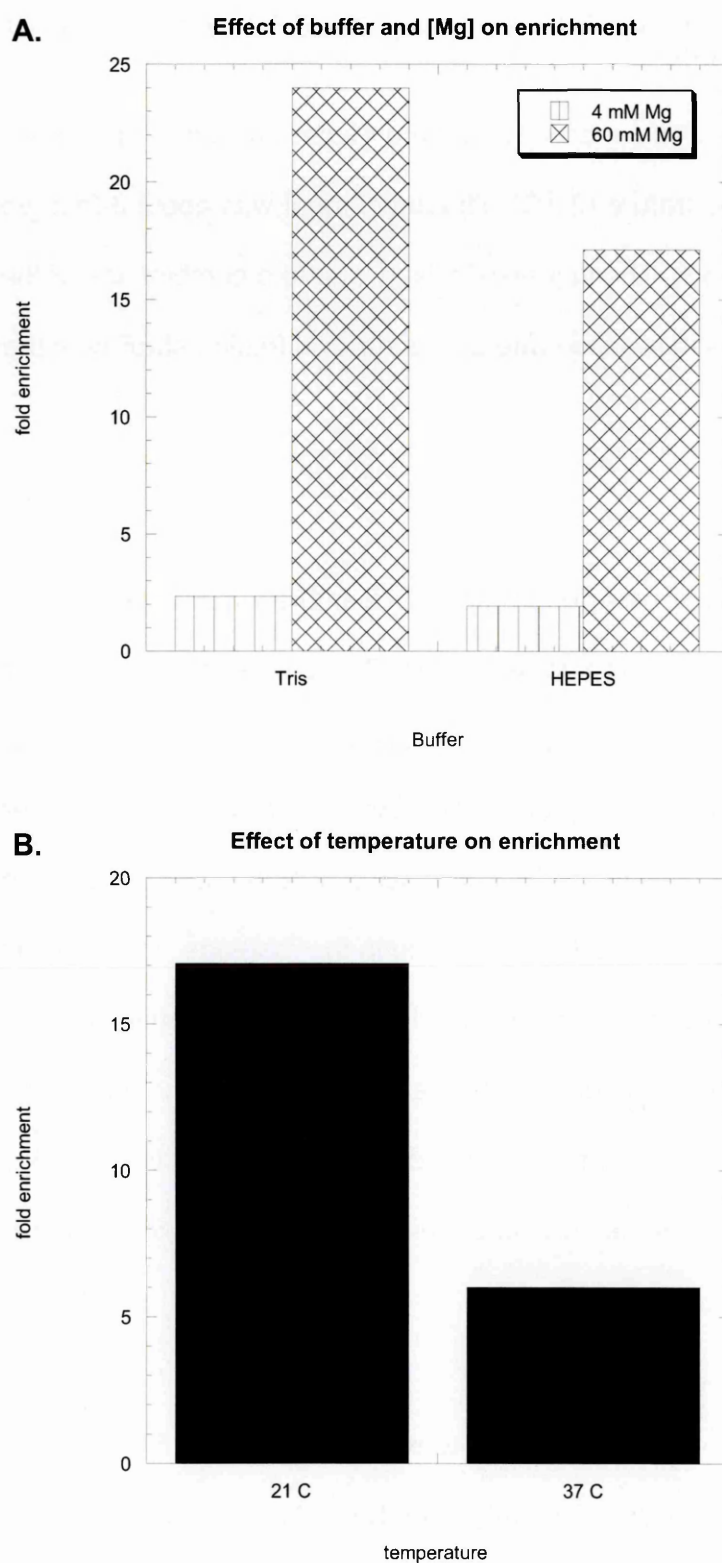 A.
Effect of buffer and [Mg] on enrichment
25
20
15
10
5
0
fold enrichment
4 mM Mg
60 mM Mg
Tris
HEPES
Buffer
B.
Effect of temperature on enrichment
20
15
10
5
0
fold enrichment
21 C
37 C
temperature